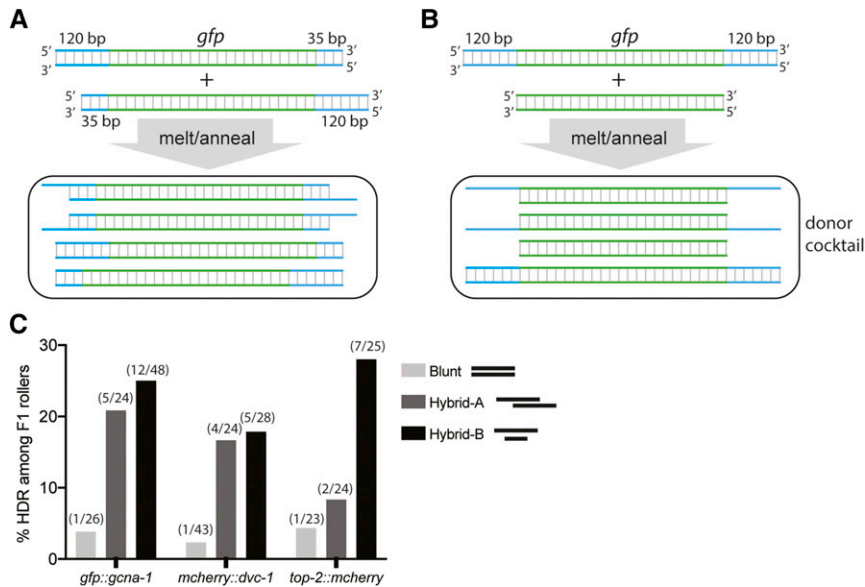 A
120 bp gfp 35 bp
5' 3'
3' 5'
+
5' 3'
3' 5'
35 bp 120 bp
melt/anneal
B
120 bp gfp 120 bp
5' 3'
3' 5'
+
5' 3'
3' 5'
melt/anneal
donor
cocktail
C
% HDR among F1 rollers
30
20
10
0
(1/26)
(5/24)
(12/48)
(1/43)
(4/24)
(5/28)
(1/23)
(2/24)
(7/25)
gfp::gcna-1
mcherry::dvc-1
top-2::mcherry
Blunt
Hybrid-A
Hybrid-B